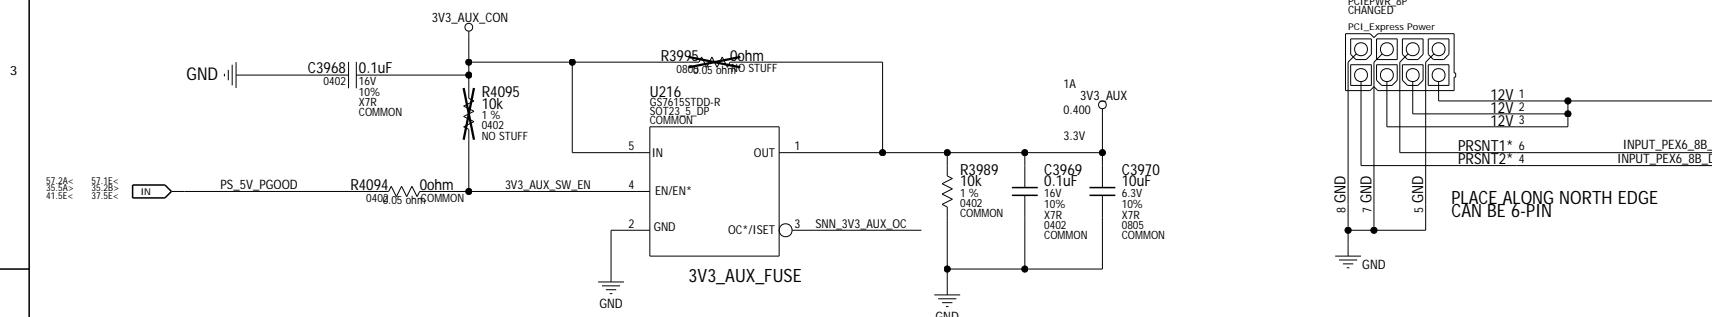 3
3V3_AUX_CON
GND
C3968
0402
0.1uF
16V
10%
X7R
COMMON
R4095
10k
1 %
0402
NO STUFF
R3995
0ohm
0.05 ohm
NO STUFF
U216
GS7615STDD-R
SOT23_5_DP
COMMON
5
IN
OUT
1
4
EN/EN*
2
GND
OC*/ISET
3
SNN_3V3_AUX_OC
3V3_AUX_FUSE
GND
57.2A<
57.1E<
35.5A>
36.2B>
41.5E<
37.5E<
IN
PS_5V_PGOOD
R4094
0ohm
0402
0.05 ohm
COMMON
3V3_AUX_SW_EN
1A
3V3_AUX
0.400
3.3V
R3989
10k
1 %
0402
COMMON
C3969
0.1uF
16V
10%
X7R
0402
COMMON
C3970
10uF
6.3V
10%
X7R
0805
COMMON
GND
PCIEPWR_8P
CHANGED
PCI_Express Power
12V 1
12V 2
12V 3
PRSNT1* 6
INPUT_PEX6_8B_
PRSNT2* 4
INPUT_PEX6_8B_D
8 GND
7 GND
5 GND
PLACE ALONG NORTH EDGE
CAN BE 6-PIN
GND